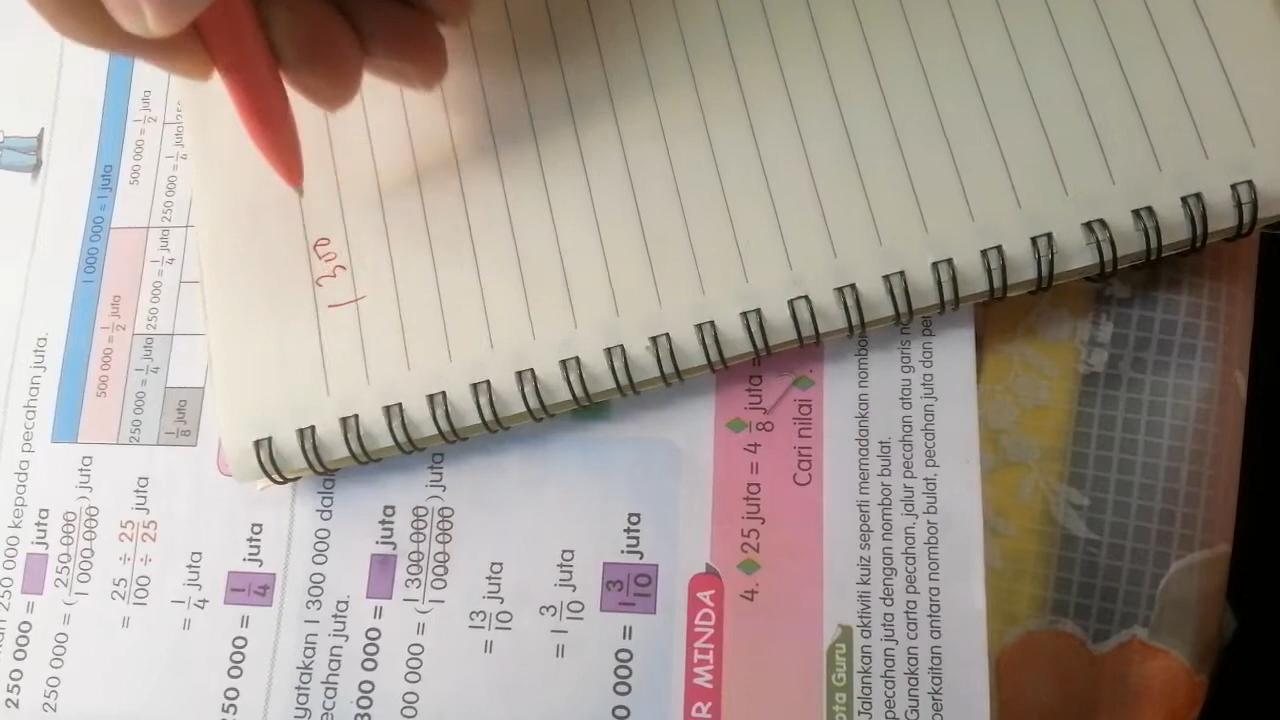 250 000, kepada pecahan juta.
250 000 = juta
250 000 = (250 000/1 000 000) juta
= 25 ÷ 25/100 ÷ 25 juta
= 1/4 juta
250 000 = 1/4 juta
1 000 000 = 1 juta
500 000 = 1/2 juta 500 000 = 1/2 juta
250 000 = 1/4 juta 250 000 = 1/4 juta 250 000 = 1/4 juta
1/8 juta
yatakan 1 300 000 dala
ecahan juta.
300 000 = juta
00 000 = (1 300 000/1 000 000) juta
= 13/10 juta
= 1 3/10 juta
0 000 = 1 3/10 juta
1 300
R MINDA
4. 25 juta = 4 /8 juta =
Cari nilai .
ota Guru
Jalankan aktiviti kuiz seperti memadankan nombor
pecahan juta dengan nombor bulat.
Gunakan carta pecahan, jalur pecahan atau garis n
perkaitan antara nombor bulat, pecahan juta dan per